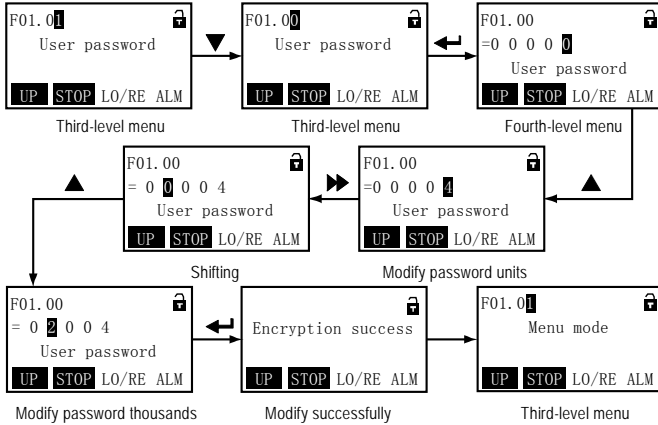 F01.01
User password
UP STOP LO/RE ALM
Third-level menu
F01.00
User password
UP STOP LO/RE ALM
Third-level menu
F01.00
=0 0 0 0 0
User password
UP STOP LO/RE ALM
Fourth-level menu
F01.00
= 0 0 0 0 4
User password
UP STOP LO/RE ALM
Shifting
F01.00
=0 0 0 0 4
User password
UP STOP LO/RE ALM
Modify password units
F01.00
= 0 2 0 0 4
User password
UP STOP LO/RE ALM
Modify password thousands
Encryption success
UP STOP LO/RE ALM
Modify successfully
F01.01
Menu mode
UP STOP LO/RE ALM
Third-level menu